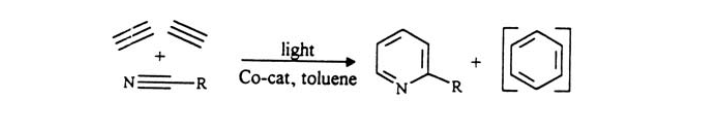 light
+
N R
Co-cat, toluene
N R
+